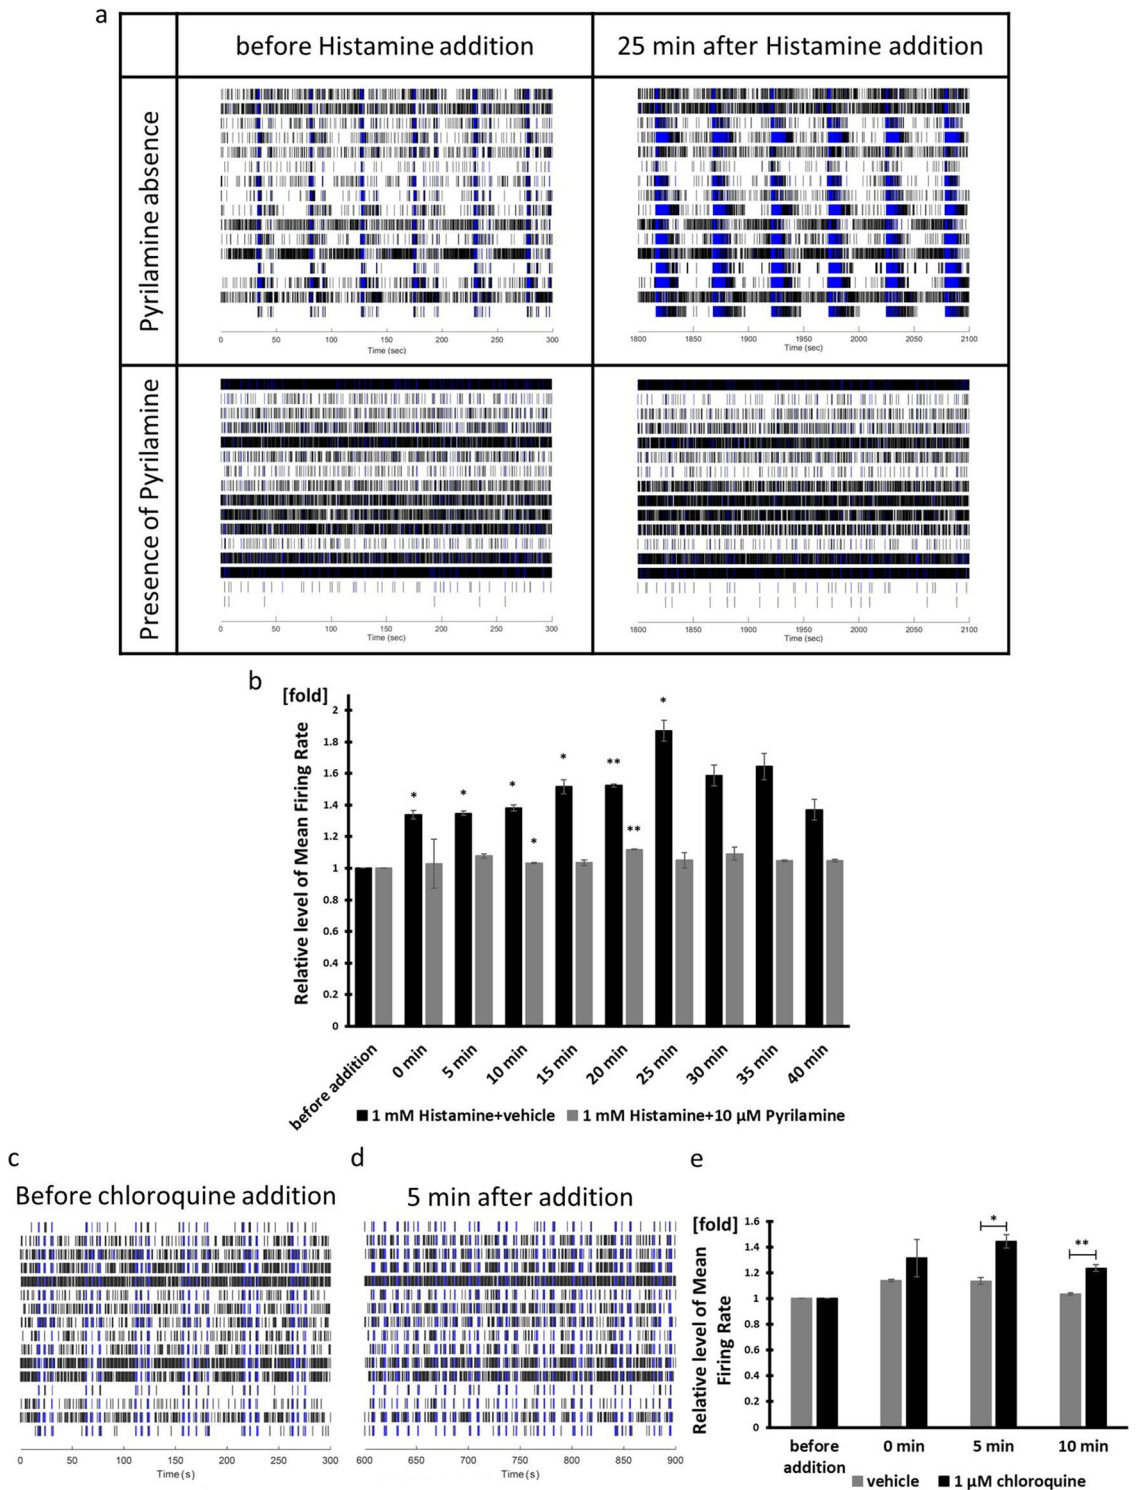 a
before Histamine addition
25 min after Histamine addition
Pyrilamine absence
0 50 100 150 200 250 300
Time (sec)
1800 1850 1900 1950 2000 2050 2100
Time (sec)
Presence of Pyrilamine
0 50 100 150 200 250 300
Time (sec)
1800 1850 1900 1950 2000 2050 2100
Time (sec)
b
[fold]
Relative level of Mean Firing Rate
2
1.8
1.6
1.4
1.2
1
0.8
0.6
0.4
0.2
0
* * * * ** * * **
before addition
0 min
5 min
10 min
15 min
20 min
25 min
30 min
35 min
40 min
1 mM Histamine+vehicle
1 mM Histamine+10 µM Pyrilamine
c
Before chloroquine addition
0 50 100 150 200 250 300
Time (s)
d
5 min after addition
600 650 700 750 800 850 900
Time (s)
e
[fold]
Relative level of Mean
Firing Rate
1.6
1.4
1.2
1
0.8
0.6
0.4
0.2
0
*
**
before
addition
0 min
5 min
10 min
vehicle
1 µM chloroquine